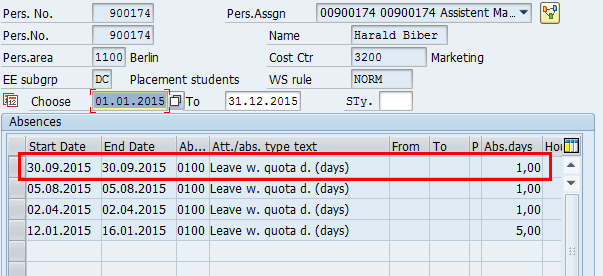 Pers. No. 900174 Pers.Assgn 00900174 00900174 Assistent Ma...
Pers.No. 900174 Name Harald Biber
Pers.area 1100 Berlin Cost Ctr 3200 Marketing
EE subgrp DC Placement students WS rule NORM
Choose 01.01.2015 To 31.12.2015 STy.
Absences
Start Date End Date Ab... Att./abs. type text From To P Abs.days Hou
30.09.2015 30.09.2015 0100 Leave w. quota d. (days) 1,00
05.08.2015 05.08.2015 0100 Leave w. quota d. (days) 1,00
02.04.2015 02.04.2015 0100 Leave w. quota d. (days) 1,00
12.01.2015 16.01.2015 0100 Leave w. quota d. (days) 5,00